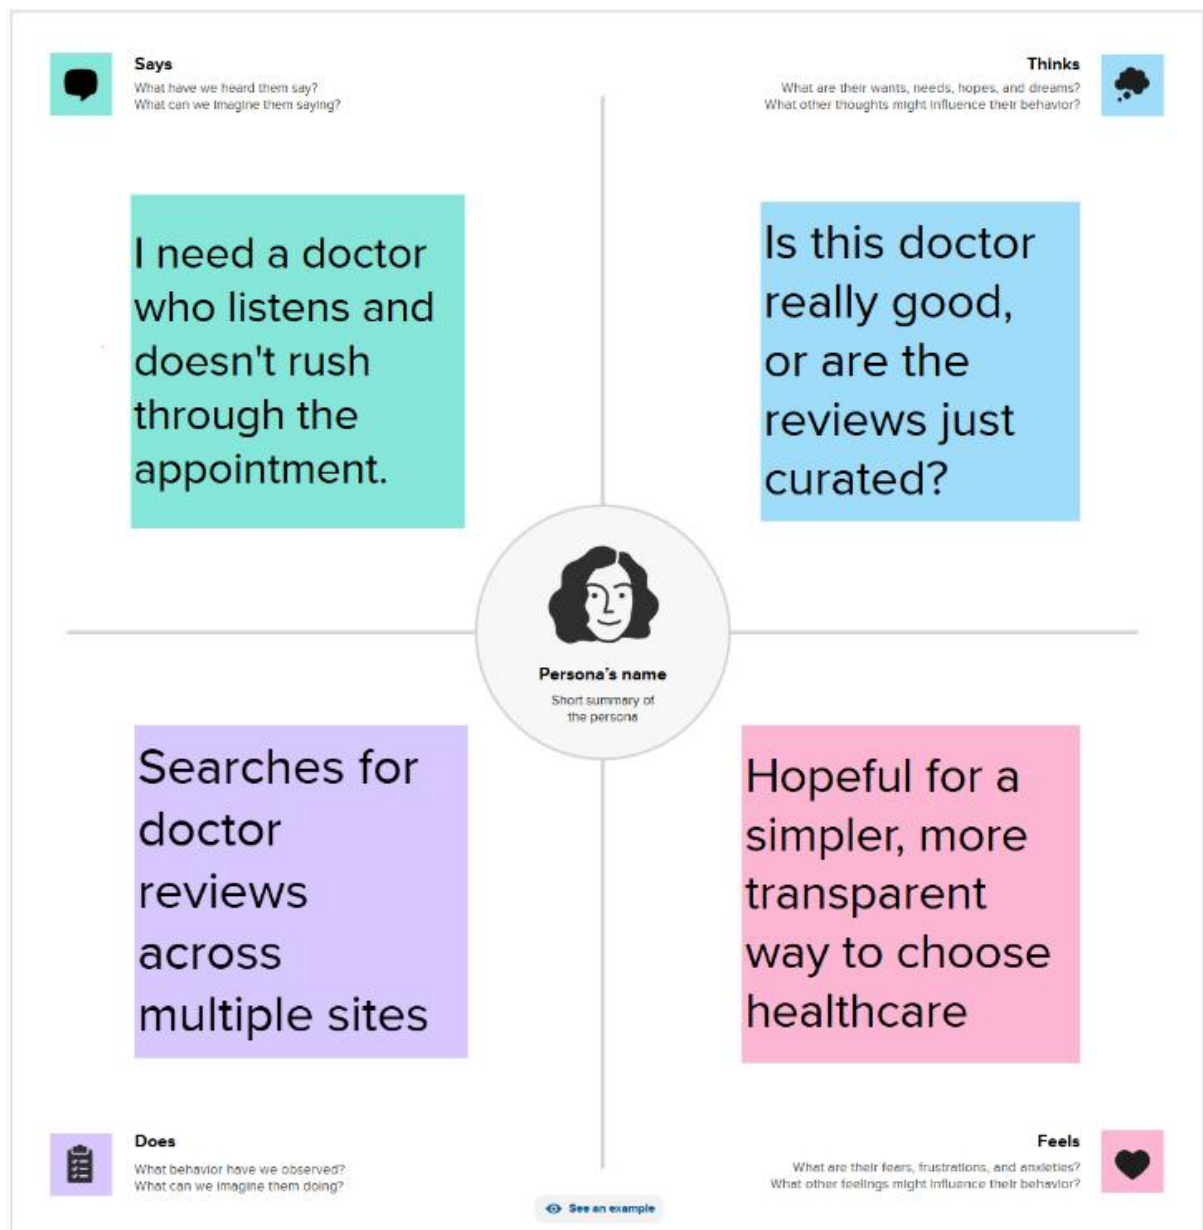 Says
What have we heard them say?
What can we imagine them saying?
Thinks
What are their wants, needs, hopes, and dreams?
What other thoughts might influence their behavior?
I need a doctor
who listens and
doesn't rush
through the
appointment.
Is this doctor
really good,
or are the
reviews just
curated?
Persona's name
Short summary of
the persona
Searches for
doctor
reviews
across
multiple sites
Hopeful for a
simpler, more
transparent
way to choose
healthcare
Does
What behavior have we observed?
What can we imagine them doing?
Feels
What are their fears, frustrations, and anxieties?
What other feelings might influence their behavior?
See an example